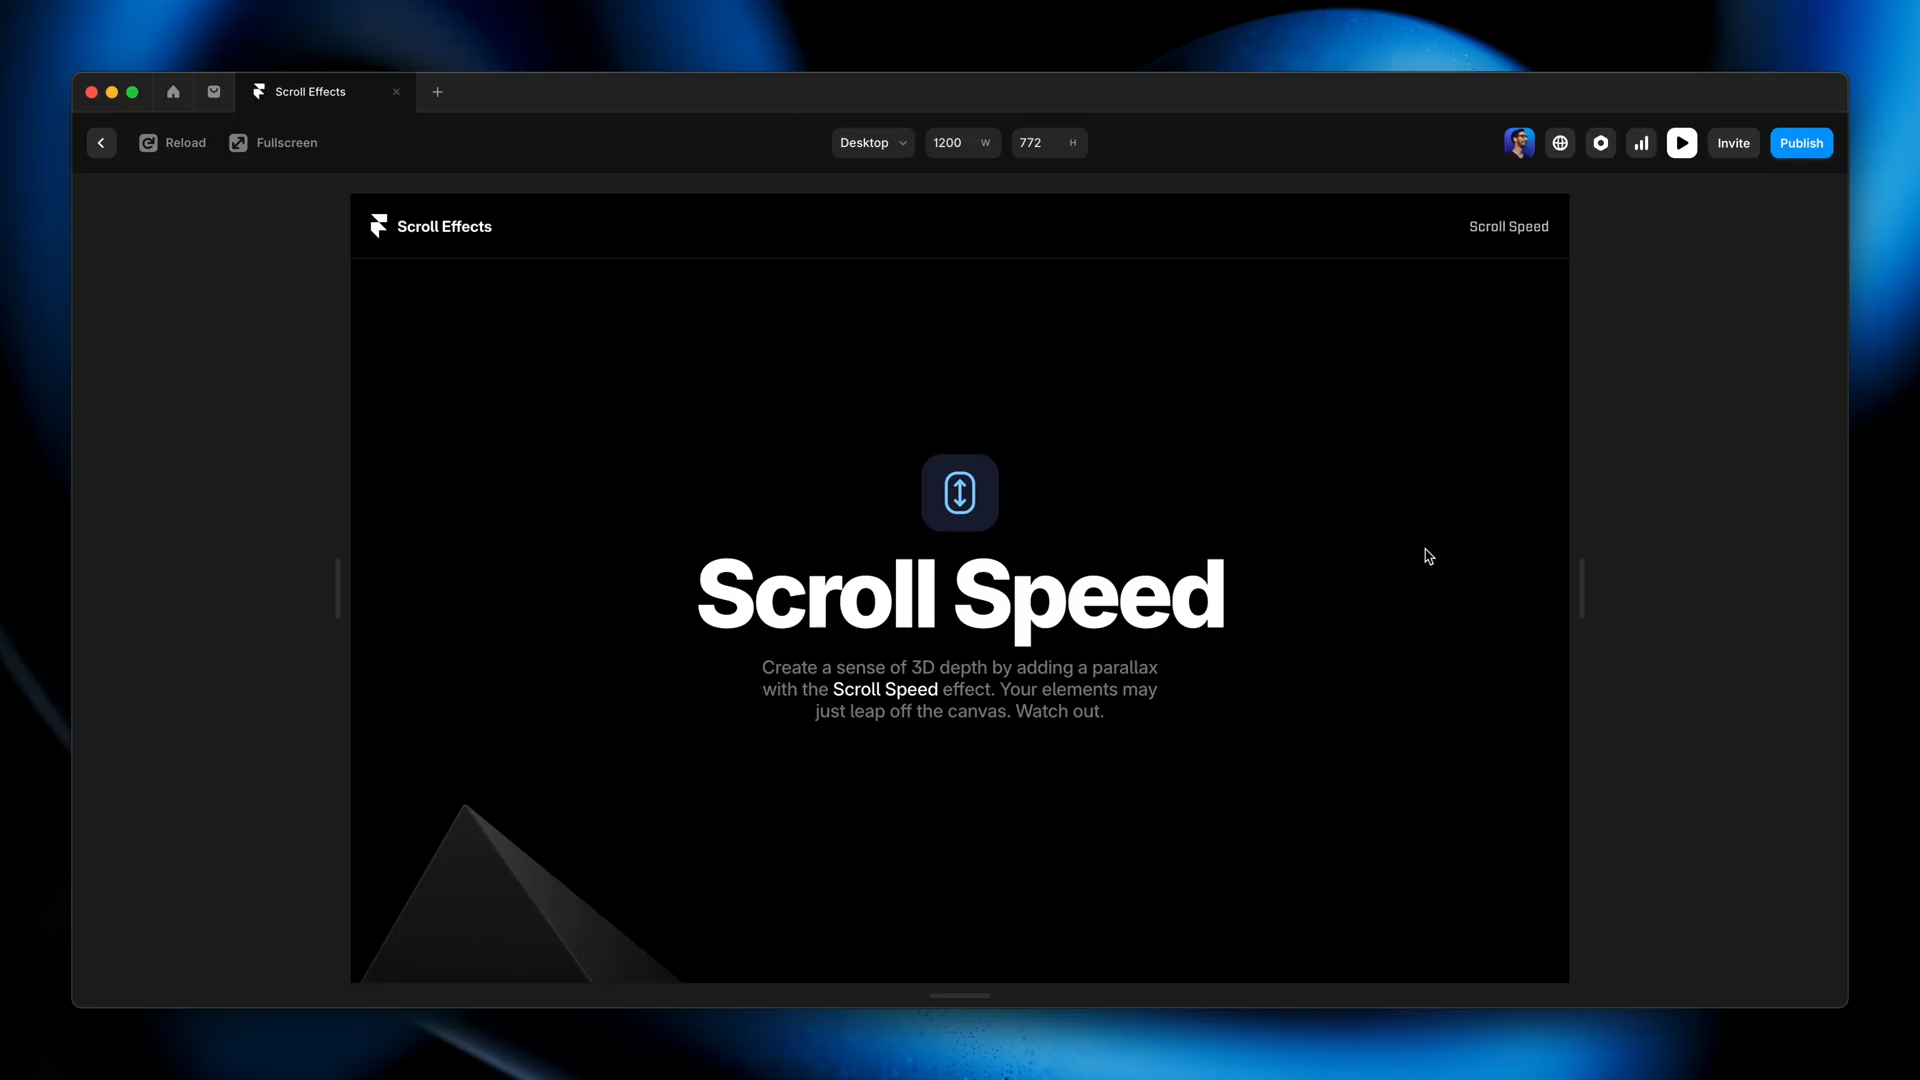 Scroll Effects
Reload
Fullscreen
Desktop
1200 W
772 H
Invite
Publish
Scroll Effects
Scroll Speed
Scroll Speed
Create a sense of 3D depth by adding a parallax
with the Scroll Speed effect. Your elements may
just leap off the canvas. Watch out.